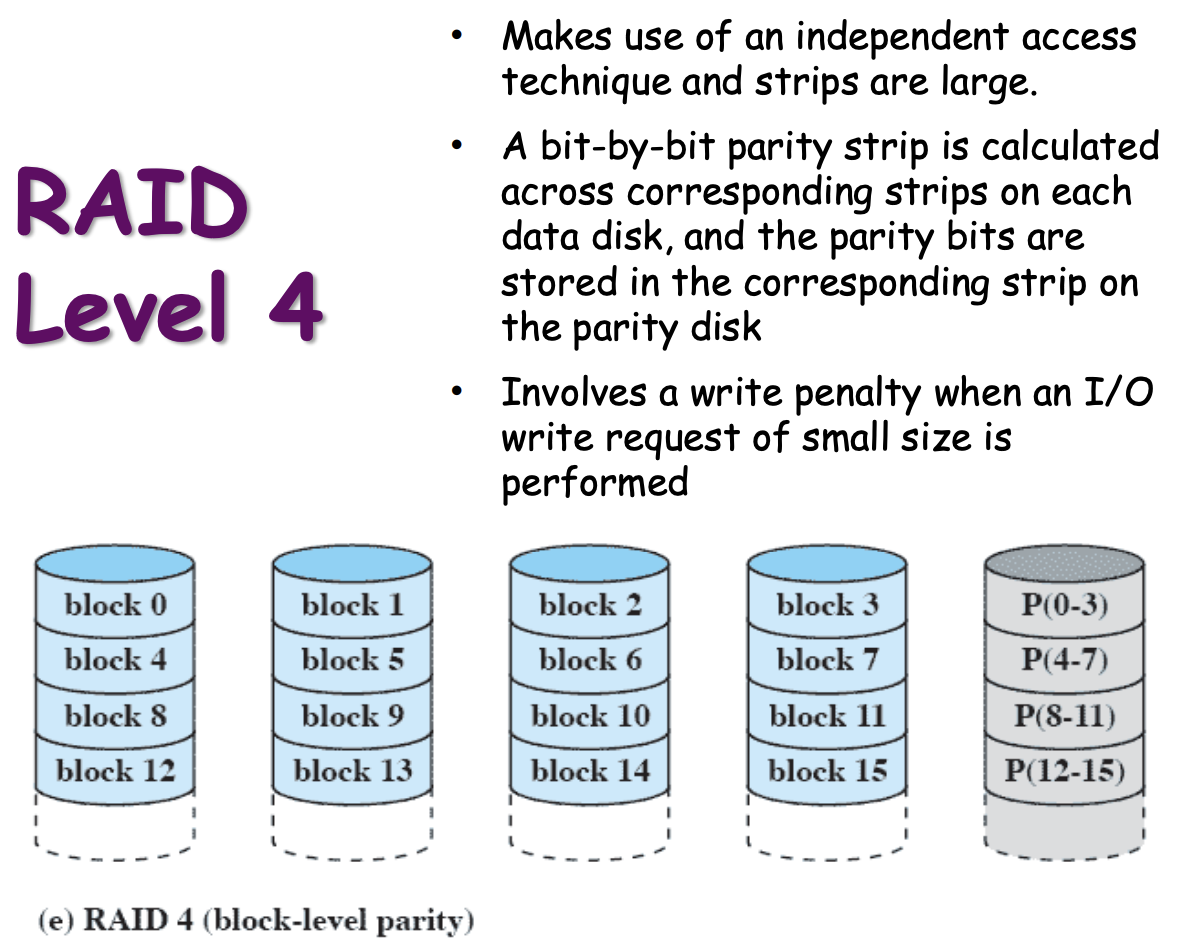 RAID
Level 4
• Makes use of an independent access
technique and strips are large.
• A bit-by-bit parity strip is calculated
across corresponding strips on each
data disk, and the parity bits are
stored in the corresponding strip on
the parity disk
• Involves a write penalty when an I/O
write request of small size is
performed
block 0 block 1 block 2 block 3 P(0-3)
block 4 block 5 block 6 block 7 P(4-7)
block 8 block 9 block 10 block 11 P(8-11)
block 12 block 13 block 14 block 15 P(12-15)
(e) RAID 4 (block-level parity)